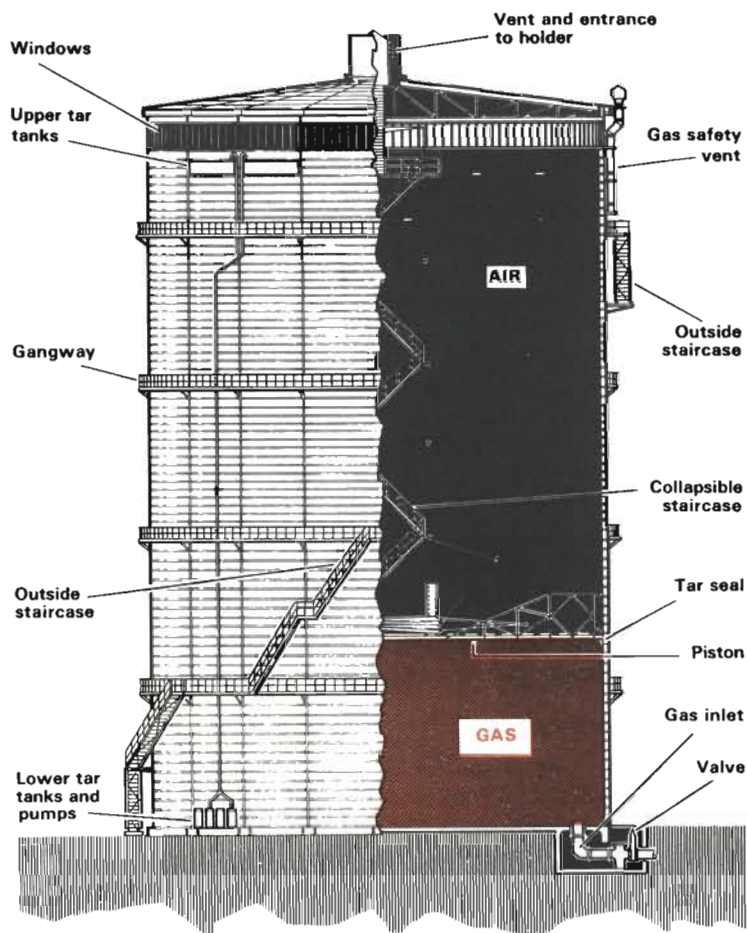 Vent and entrance
to holder
Windows
Upper tar
tanks
Gas safety
vent
AIR
Outside
staircase
Gangway
Collapsible
staircase
Outside
staircase
Tar seal
Piston
GAS
Gas inlet
Valve
Lower tar
tanks and
pumps